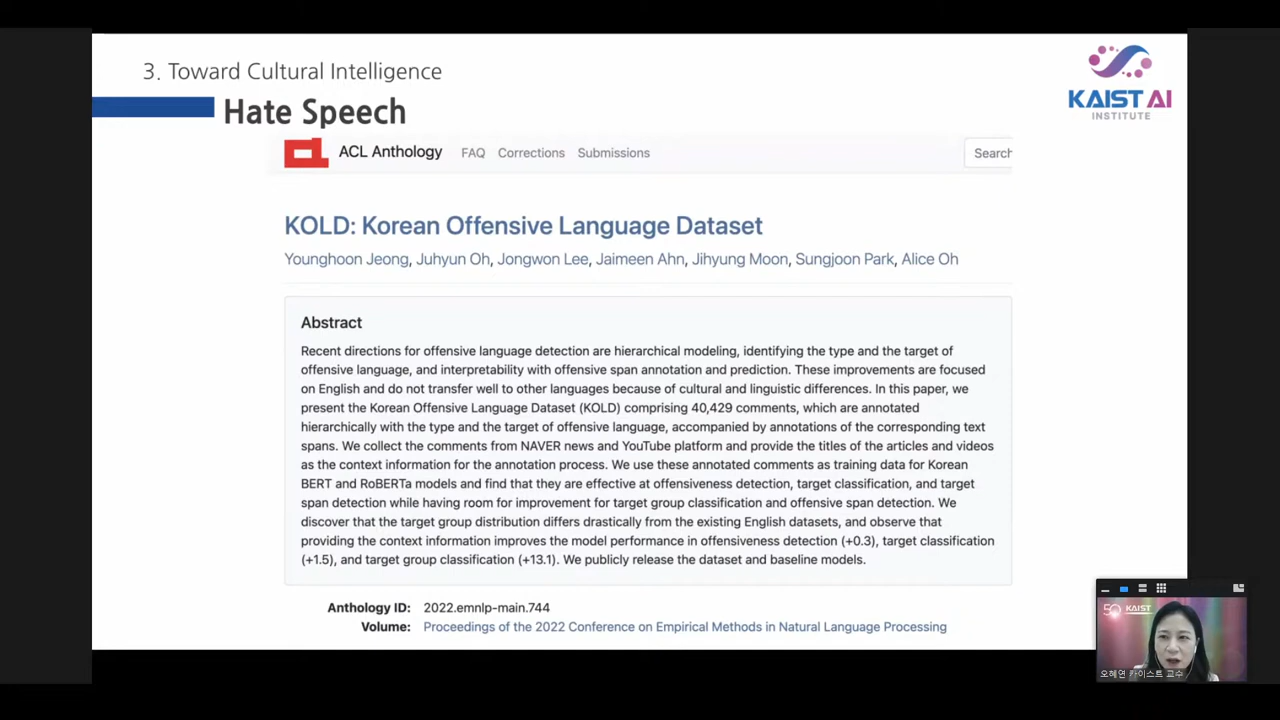 3. Toward Cultural Intelligence
Hate Speech
KAIST AI
INSTITUTE
ACL Anthology FAQ Corrections Submissions Search
KOLD: Korean Offensive Language Dataset
Younghoon Jeong, Juhyun Oh, Jongwon Lee, Jaimeen Ahn, Jihyung Moon, Sungjoon Park, Alice Oh
Abstract
Recent directions for offensive language detection are hierarchical modeling, identifying the type and the target of
offensive language, and interpretability with offensive span annotation and prediction. These improvements are focused
on English and do not transfer well to other languages because of cultural and linguistic differences. In this paper, we
present the Korean Offensive Language Dataset (KOLD) comprising 40,429 comments, which are annotated
hierarchically with the type and the target of offensive language, accompanied by annotations of the corresponding text
spans. We collect the comments from NAVER news and YouTube platform and provide the titles of the articles and videos
as the context information for the annotation process. We use these annotated comments as training data for Korean
BERT and RoBERTa models and find that they are effective at offensiveness detection, target classification, and target
span detection while having room for improvement for target group classification and offensive span detection. We
discover that the target group distribution differs drastically from the existing English datasets, and observe that
providing the context information improves the model performance in offensiveness detection (+0.3), target classification
(+1.5), and target group classification (+13.1). We publicly release the dataset and baseline models.
Anthology ID: 2022.emnlp-main.744
Volume: Proceedings of the 2022 Conference on Empirical Methods in Natural Language Processing
50 KAIST
오혜연 카이스트 교수